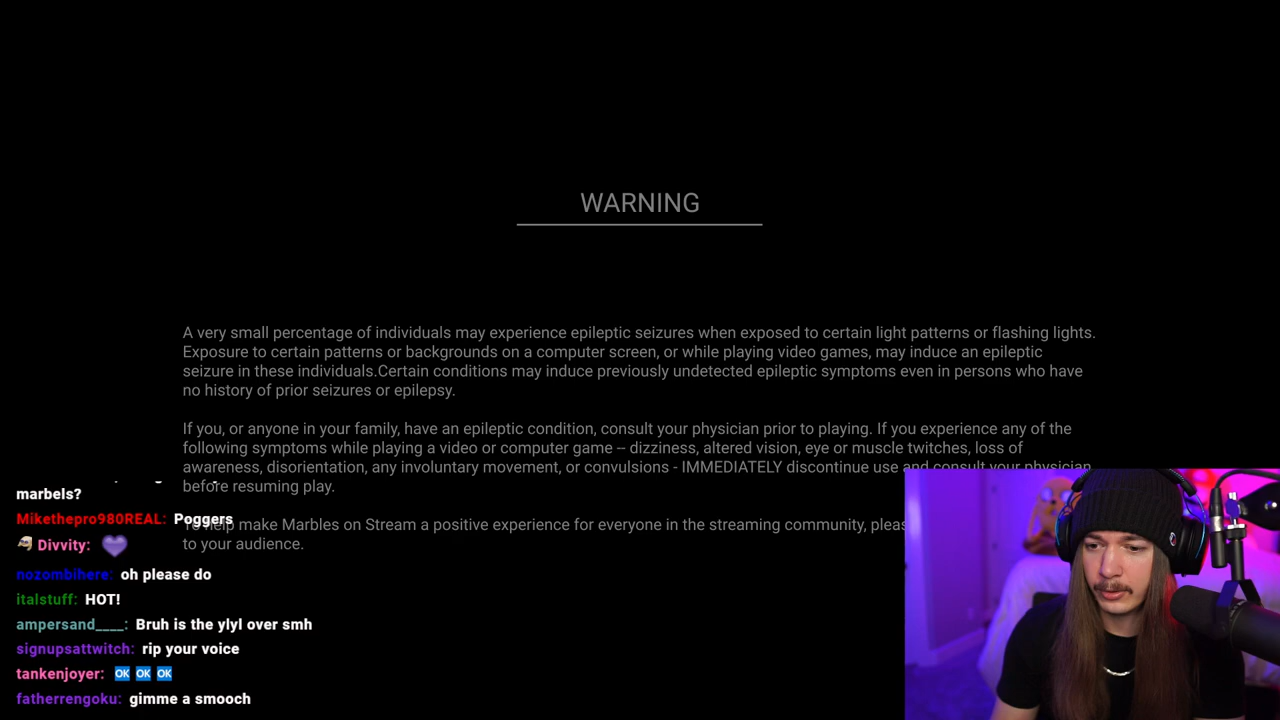 WARNING
A very small percentage of individuals may experience epileptic seizures when exposed to certain light patterns or flashing lights.
Exposure to certain patterns or backgrounds on a computer screen, or while playing video games, may induce an epileptic
seizure in these individuals.Certain conditions may induce previously undetected epileptic symptoms even in persons who have
no history of prior seizures or epilepsy.
If you, or anyone in your family, have an epileptic condition, consult your physician prior to playing. If you experience any of the
following symptoms while playing a video or computer game -- dizziness, altered vision, eye or muscle twitches, loss of
awareness, disorientation, any involuntary movement, or convulsions - IMMEDIATELY discontinue use and consult your physician
before resuming play.
To help make Marbles on Stream a positive experience for everyone in the streaming community,
to your audience.
marbels?
Mikethepro980REAL: Poggers
Divvity:
nozombihere: oh please do
italstuff: HOT!
ampersand____: Bruh is the ylyl over smh
signupsattwitch: rip your voice
tankenjoyer: 🆗 🆗 🆗
fatherrengoku: gimme a smooch